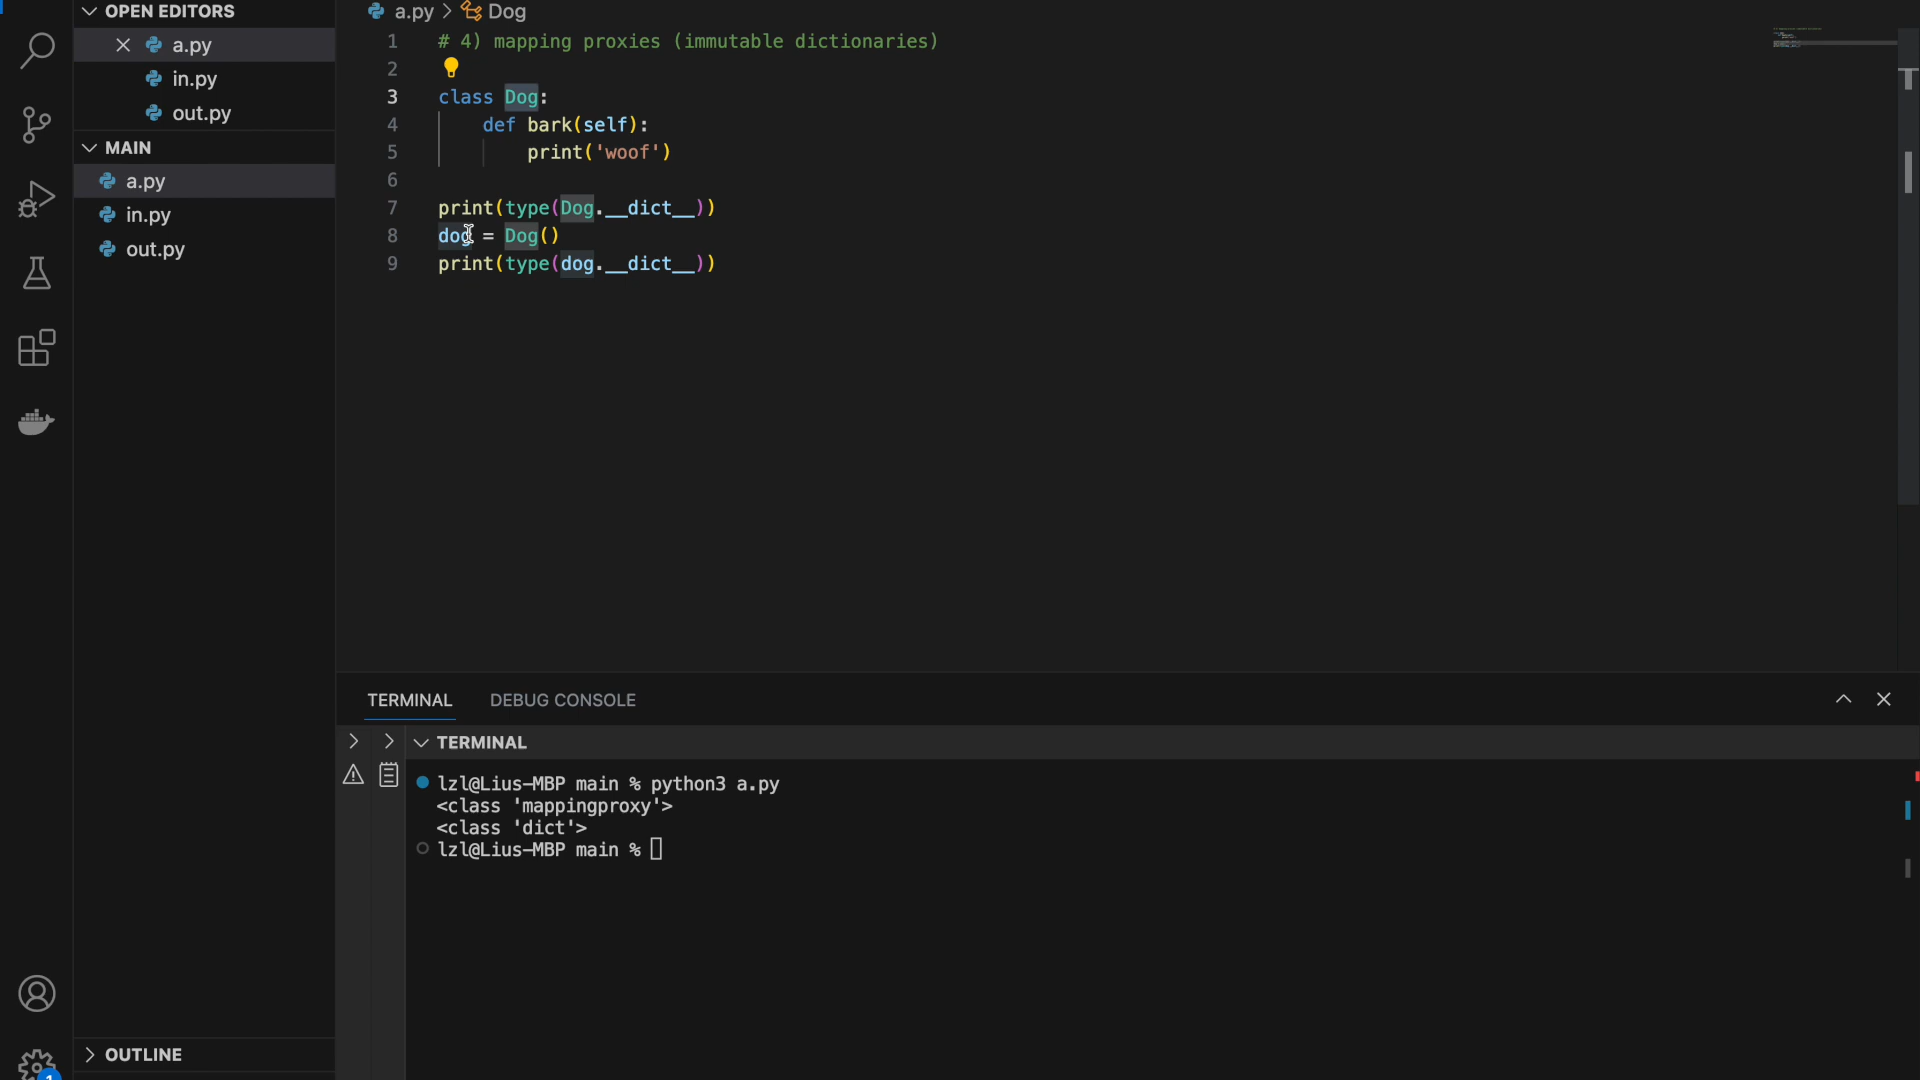 OPEN EDITORS
a.py
in.py
out.py
MAIN
a.py
in.py
out.py
OUTLINE
1
a.py > Dog
1 # 4) mapping proxies (immutable dictionaries)
2
3 class Dog:
4 def bark(self):
5 print('woof')
6
7 print(type(Dog.__dict__))
8 dog = Dog()
9 print(type(dog.__dict__))
TERMINAL DEBUG CONSOLE
TERMINAL
lzl@Lius-MBP main % python3 a.py
<class 'mappingproxy'>
<class 'dict'>
lzl@Lius-MBP main %